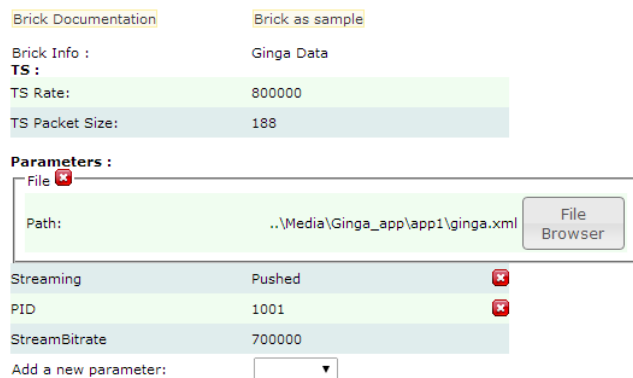 Brick Documentation Brick as sample
Brick Info : Ginga Data
TS :
TS Rate: 800000
TS Packet Size: 188
Parameters :
File
Path: ..\Media\Ginga_app\app1\ginga.xml File Browser
Streaming Pushed
PID 1001
StreamBitrate 700000
Add a new parameter: